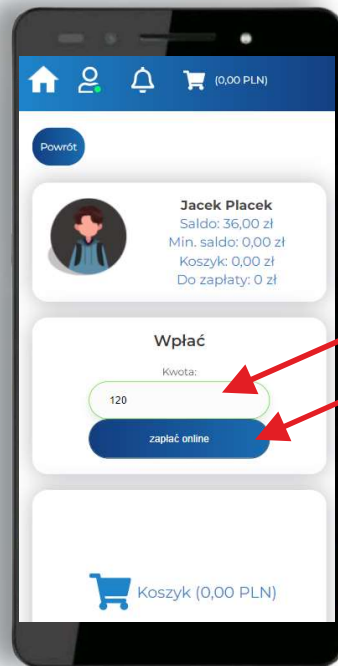 (0,00 PLN)
Powrót
Jacek Placek
Saldo: 36,00 zł
Min. saldo: 0,00 zł
Koszyk: 0,00 zł
Do zapłaty: 0 zł
Wpłać
Kwota:
120
zapłać online
Koszyk (0,00 PLN)